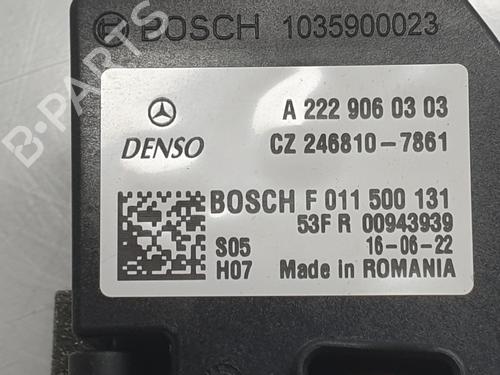 BOSCH 1035900023
A 222 906 03 03
DENSO CZ 246810-7861
BOSCH F 011 500 131
53F R 00943939
S05 16-06-22
H07 Made in ROMANIA
B-PARTS